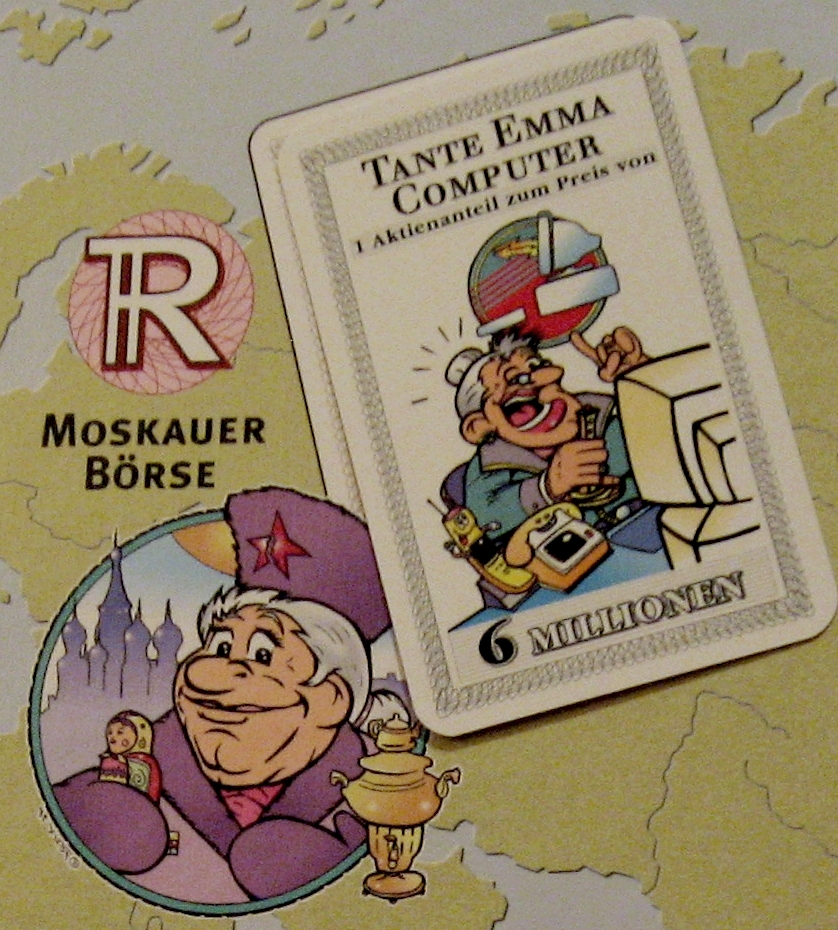 TANTE EMMA
COMPUTER
1 Aktienanteil zum Preis von
6 MILLIONEN
R
MOSKAUER
BÖRSE